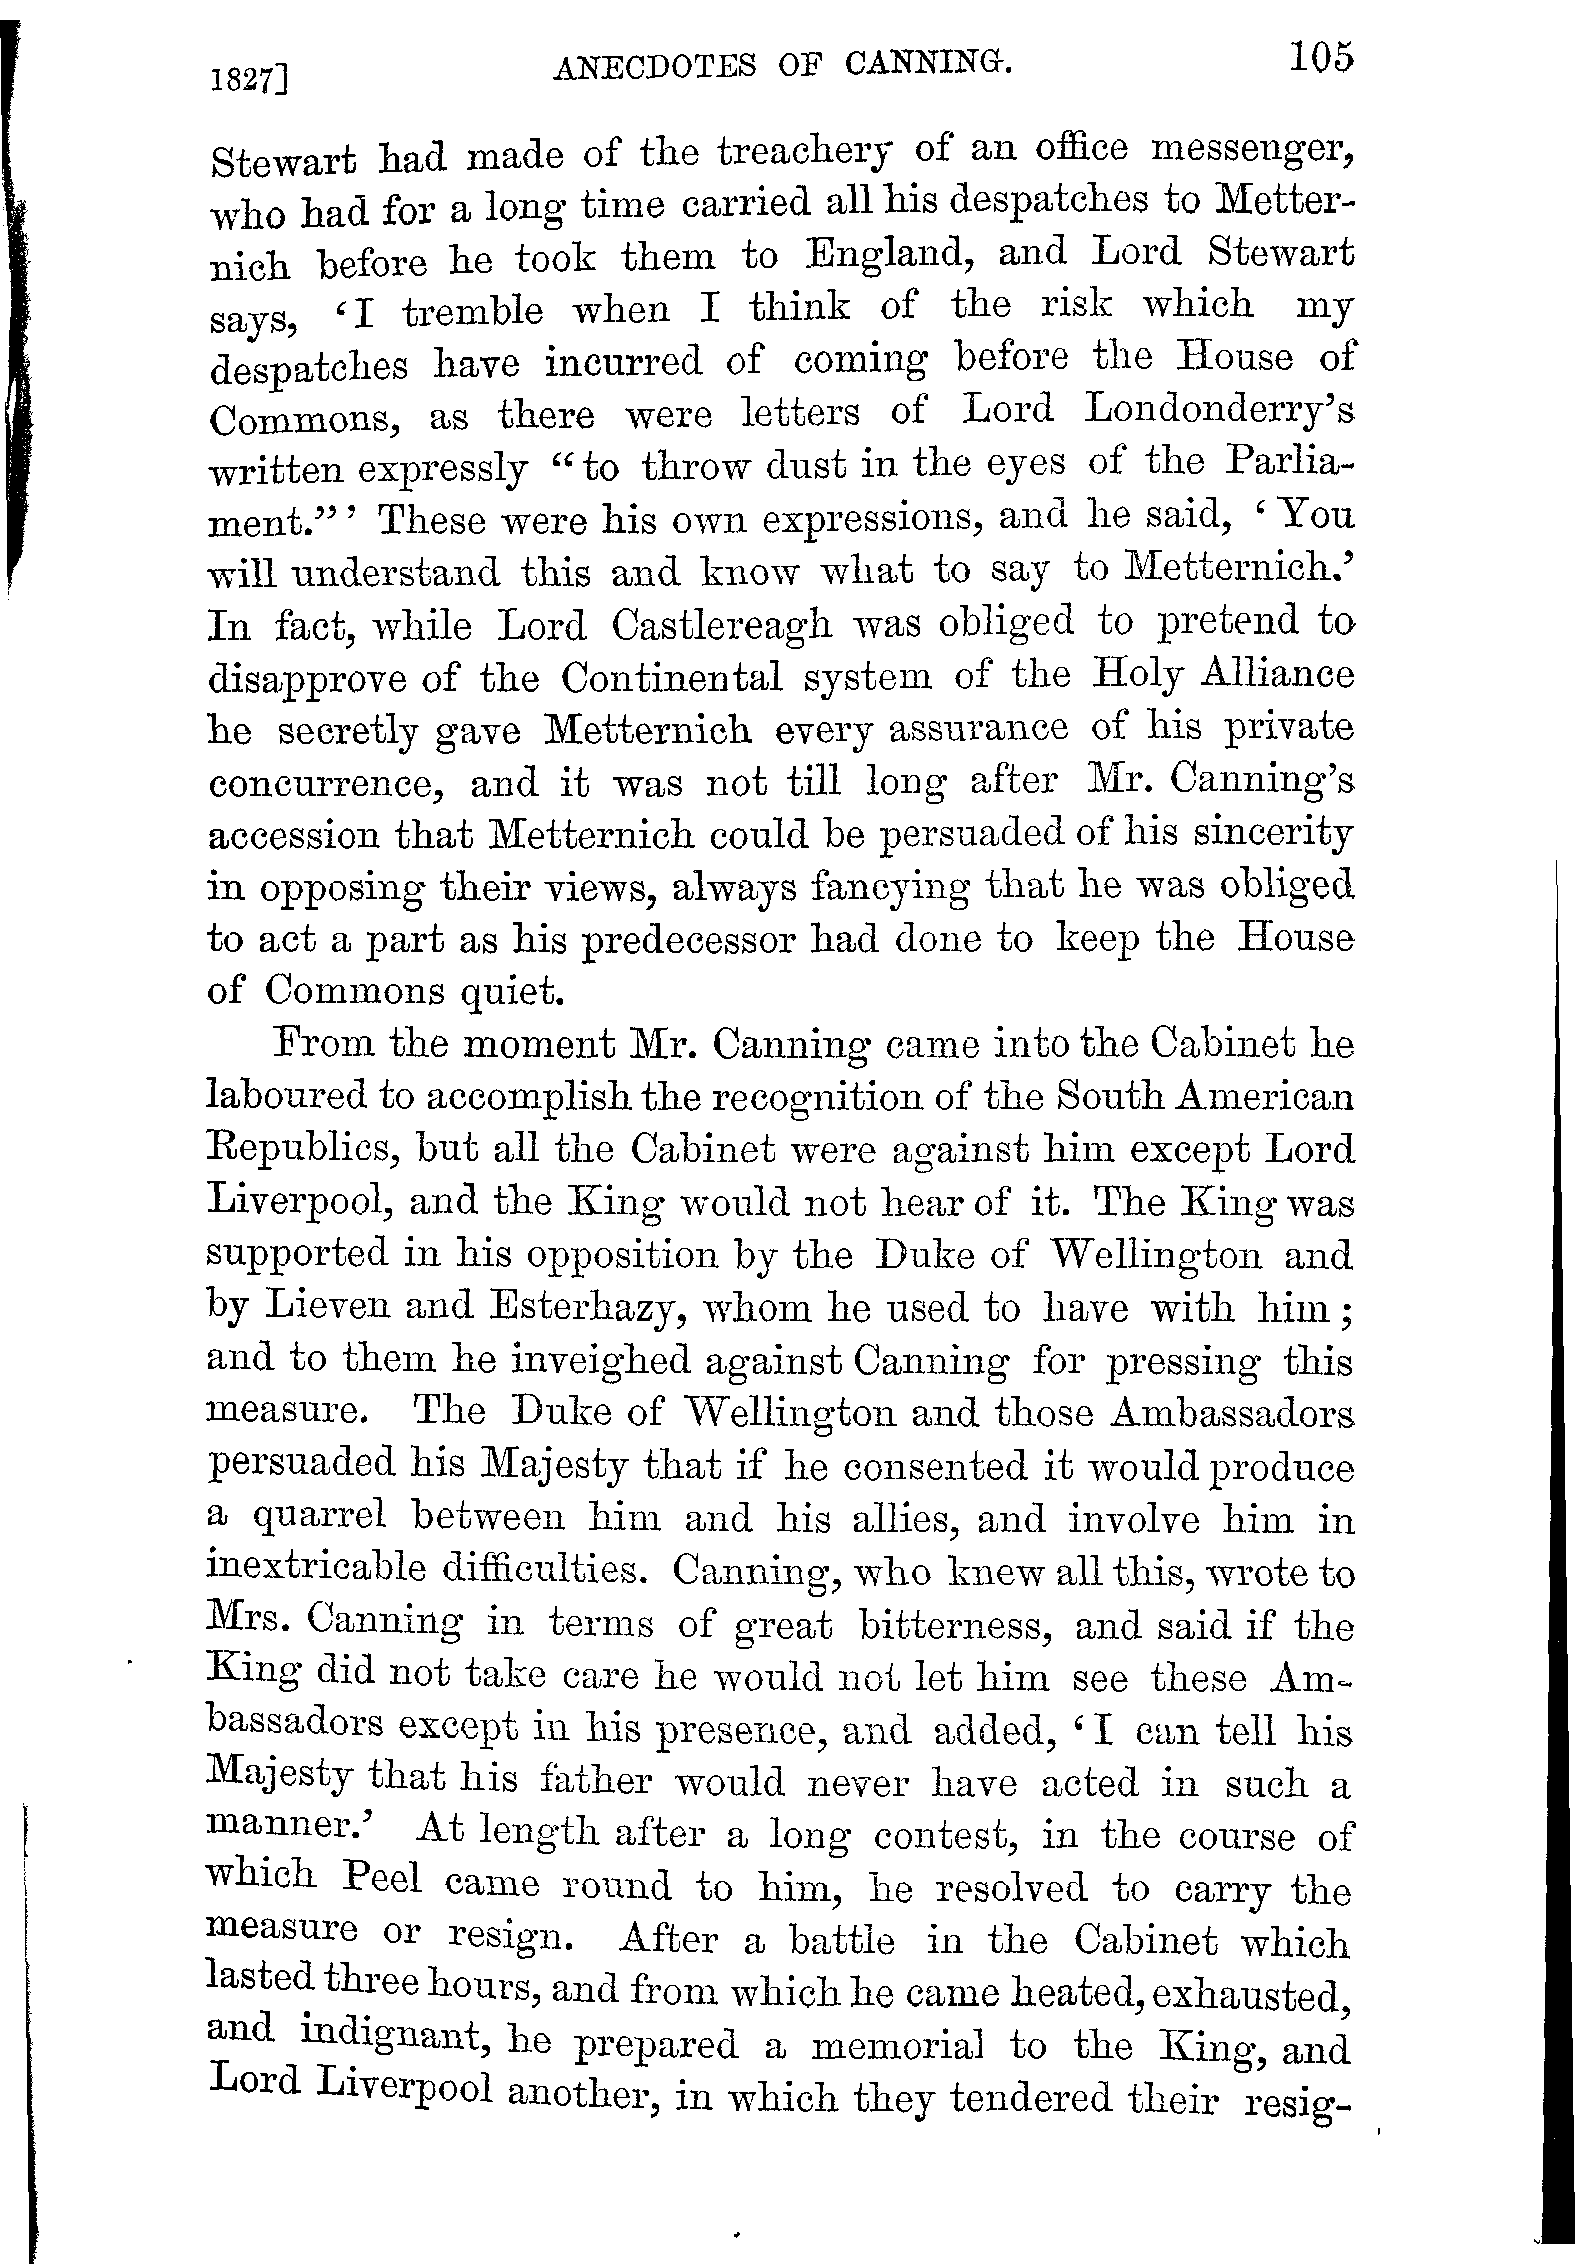 1827] ANECDOTES OF CANNING. 105
Stewart had made of the treachery of an office messenger,
who had for a long time carried all his despatches to Metter-
nich before he took them to England, and Lord Stewart
says, ‘I tremble when I think of the risk which my
despatches have incurred of coming before the House of
Commons, as there were letters of Lord Londonderry’s
written expressly “to throw dust in the eyes of the Parlia-
ment.”’ These were his own expressions, and he said, ‘You
will understand this and know what to say to Metternich.’
In fact, while Lord Castlereagh was obliged to pretend to
disapprove of the Continental system of the Holy Alliance
he secretly gave Metternich every assurance of his private
concurrence, and it was not till long after Mr. Canning’s
accession that Metternich could be persuaded of his sincerity
in opposing their views, always fancying that he was obliged
to act a part as his predecessor had done to keep the House
of Commons quiet.
From the moment Mr. Canning came into the Cabinet he
laboured to accomplish the recognition of the South American
Republics, but all the Cabinet were against him except Lord
Liverpool, and the King would not hear of it. The King was
supported in his opposition by the Duke of Wellington and
by Lieven and Esterhazy, whom he used to have with him;
and to them he inveighed against Canning for pressing this
measure. The Duke of Wellington and those Ambassadors
persuaded his Majesty that if he consented it would produce
a quarrel between him and his allies, and involve him in
inextricable difficulties. Canning, who knew all this, wrote to
Mrs. Canning in terms of great bitterness, and said if the
King did not take care he would not let him see these Am-
bassadors except in his presence, and added, ‘I can tell his
Majesty that his father would never have acted in such a
manner.’ At length after a long contest, in the course of
which Peel came round to him, he resolved to carry the
measure or resign. After a battle in the Cabinet which
lasted three hours, and from which he came heated, exhausted,
and indignant, he prepared a memorial to the King, and
Lord Liverpool another, in which they tendered their resig-